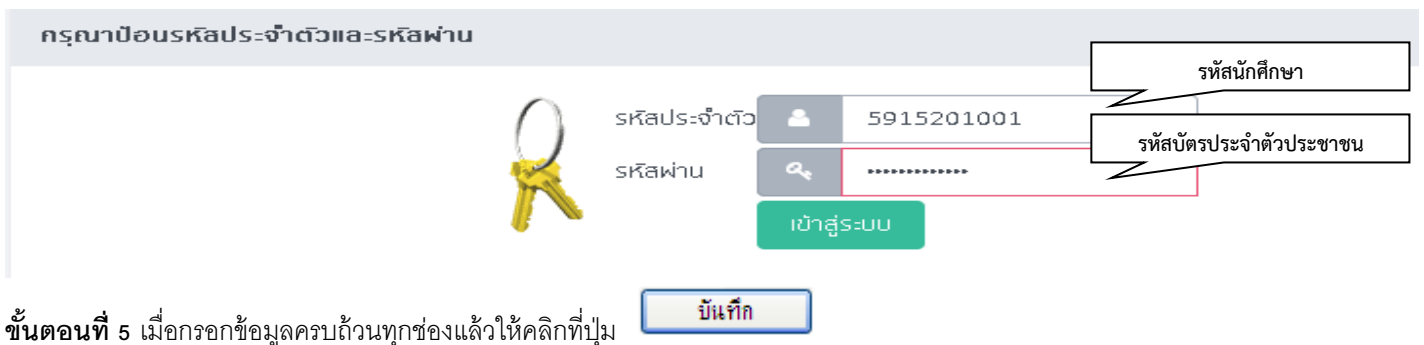 กรุณาป้อนรหัสประจำตัวและรหัสผ่าน
รหัสนักศึกษา
รหัสประจำตัว 5915201001
รหัสบัตรประจำตัวประชาชน
รหัสผ่าน •••••••••••••
เข้าสู่ระบบ
บันทึก
ขั้นตอนที่ 5 เมื่อกรอกข้อมูลครบถ้วนทุกช่องแล้วให้คลิกที่ปุ่ม